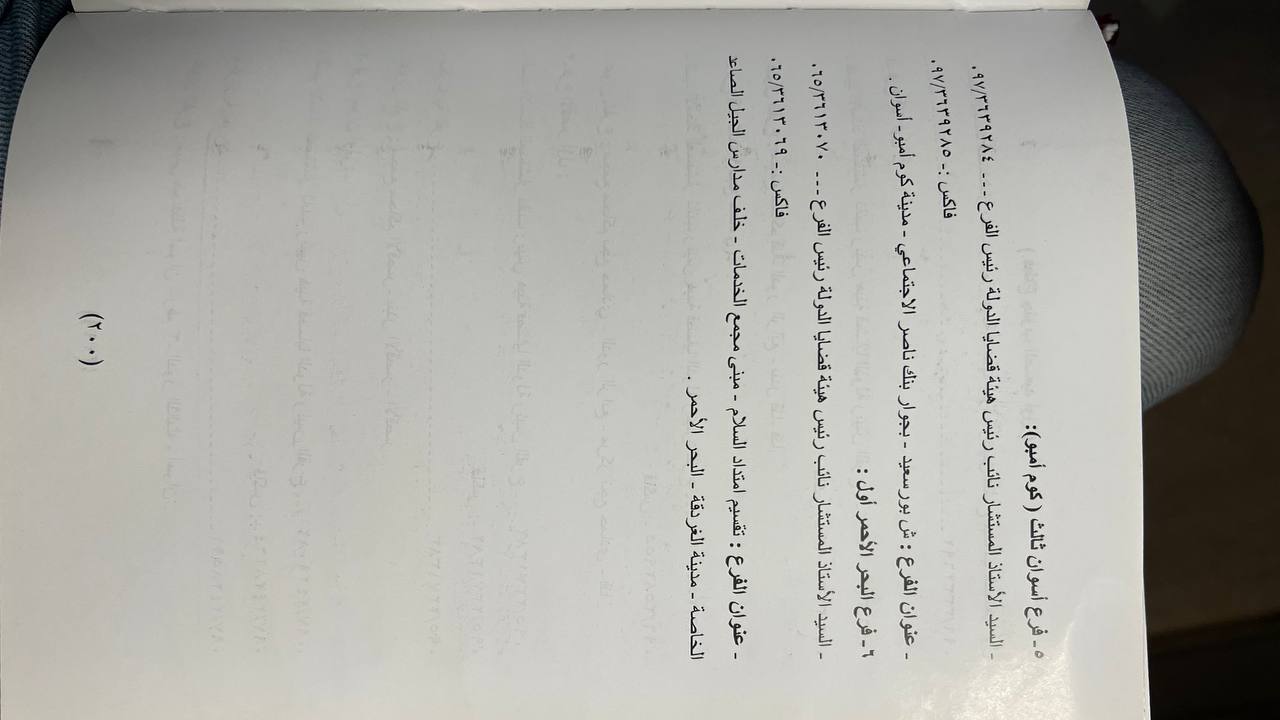 ٥ - فرع أسوان ثالث ( كوم أمبو):
- السيد الأستاذ المستشار نائب رئيس هيئة قضايا الدولة رئيس الفرع --- ٠٩٧/٣٦٣٩٢٨٤
فاكس :- ٠٩٧/٣٦٣٩٢٨٥
- عنوان الفرع : ش بورسعيد - بجوار بنك ناصر الاجتماعي - مدينة كوم أمبو - أسوان .
٦ - فرع البحر الأحمر أول :
- السيد الأستاذ المستشار نائب رئيس هيئة قضايا الدولة رئيس الفرع --- ٠٦٥/٣٦١٣٠٧٠
فاكس :- ٠٦٥/٣٦١٣٠٦٩
- عنوان الفرع : تقسيم امتداد السلام - مبنى مجمع الخدمات - خلف مدارس الجيل الصاعد
الخاصة - مدينة الغردقة - البحر الأحمر .
(٢٠٠)